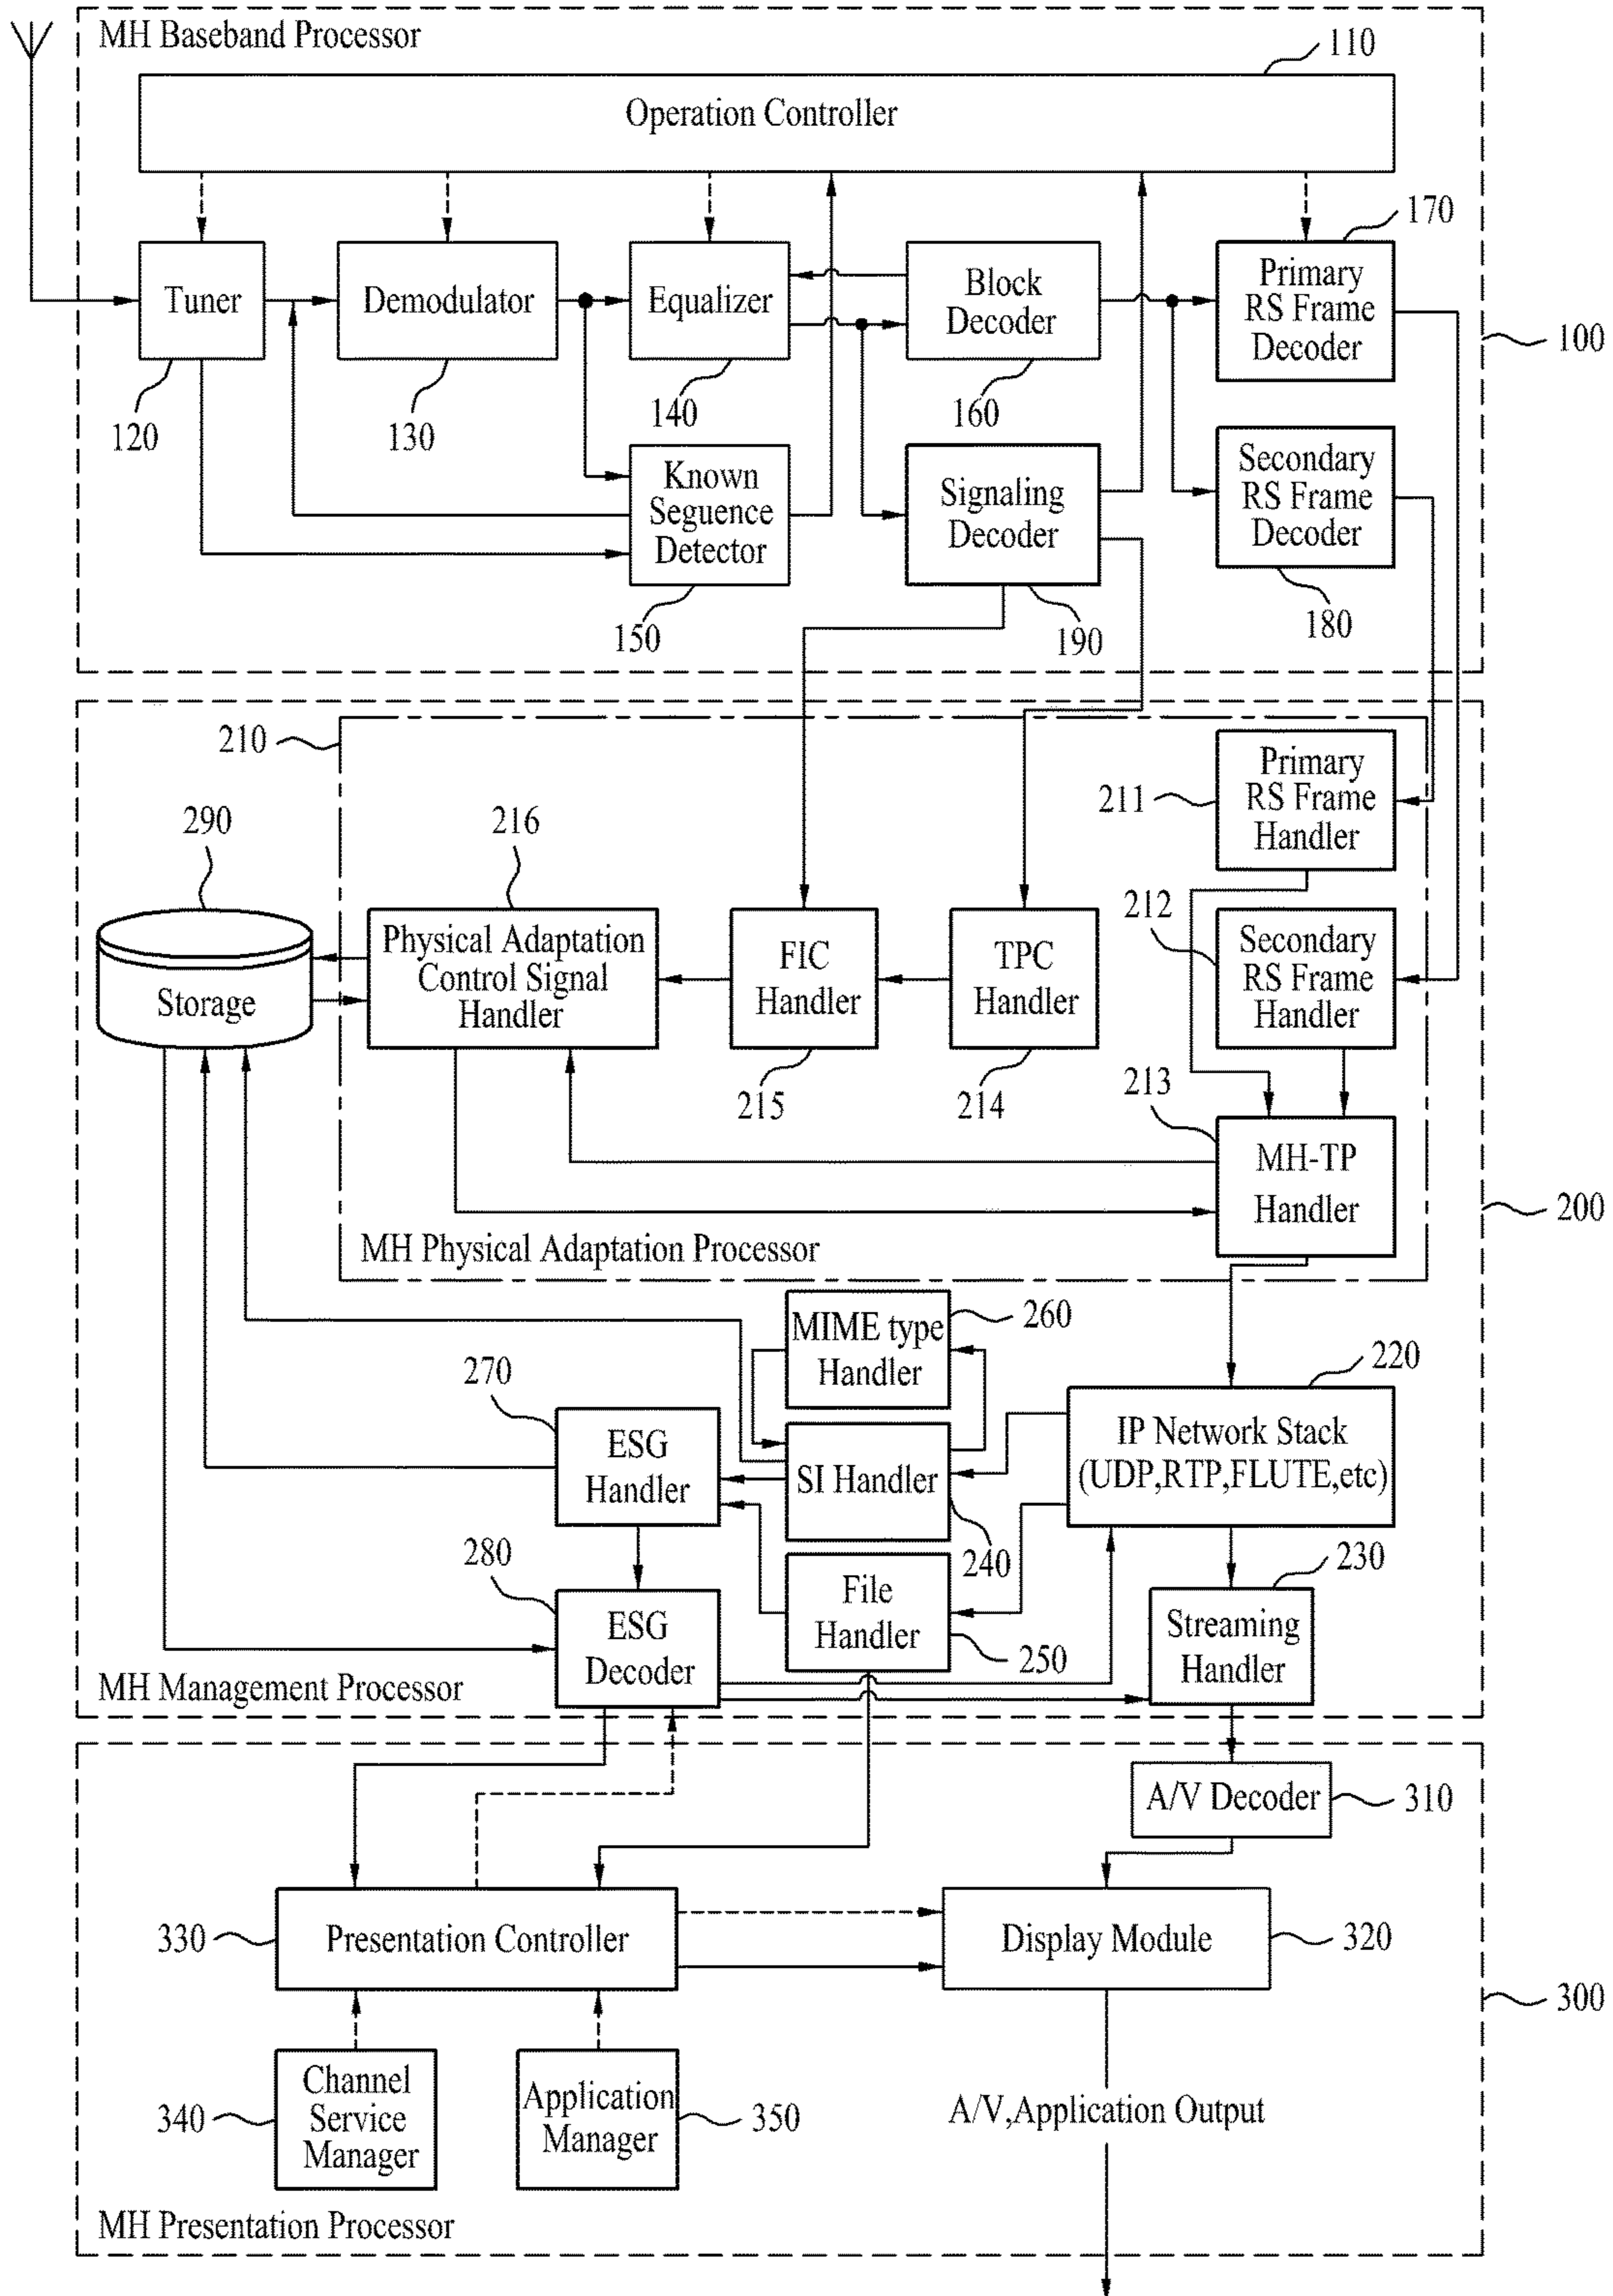 MH Baseband Processor
110
Operation Controller
170
Tuner
Demodulator
Equalizer
Block
Decoder
Primary
RS Frame
Decoder
100
120
130
140
160
Known
Seguence
Detector
Signaling
Decoder
Secondary
RS Frame
Decoder
150
190
180
210
Primary
RS Frame
Handler
211
290
216
212
Storage
Physical Adaptation
Control Signal
Handler
FIC
Handler
TPC
Handler
Secondary
RS Frame
Handler
215
214
213
MH-TP
Handler
200
MH Physical Adaptation Processor
MIME type
Handler
260
220
270
ESG
Handler
SI Handler
IP Network Stack
(UDP,RTP,FLUTE,etc)
240
280
ESG
Decoder
File
Handler
250
230
Streaming
Handler
MH Management Processor
A/V Decoder
310
330
Presentation Controller
Display Module
320
300
340
Channel
Service
Manager
Application
Manager
350
A/V,Application Output
MH Presentation Processor